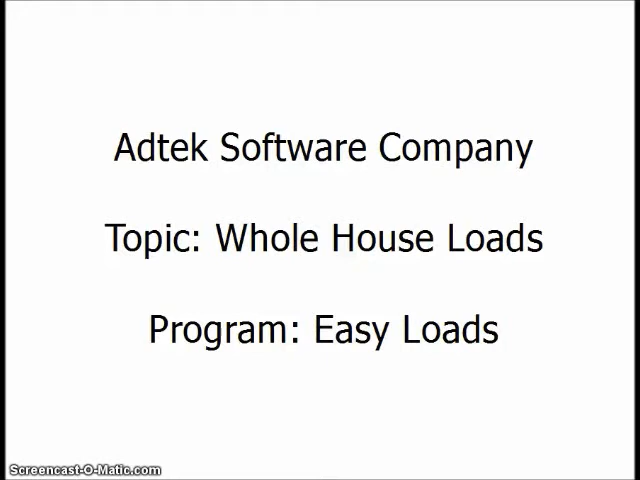 Adtek Software Company
Topic: Whole House Loads
Program: Easy Loads
Screencast-O-Matic.com